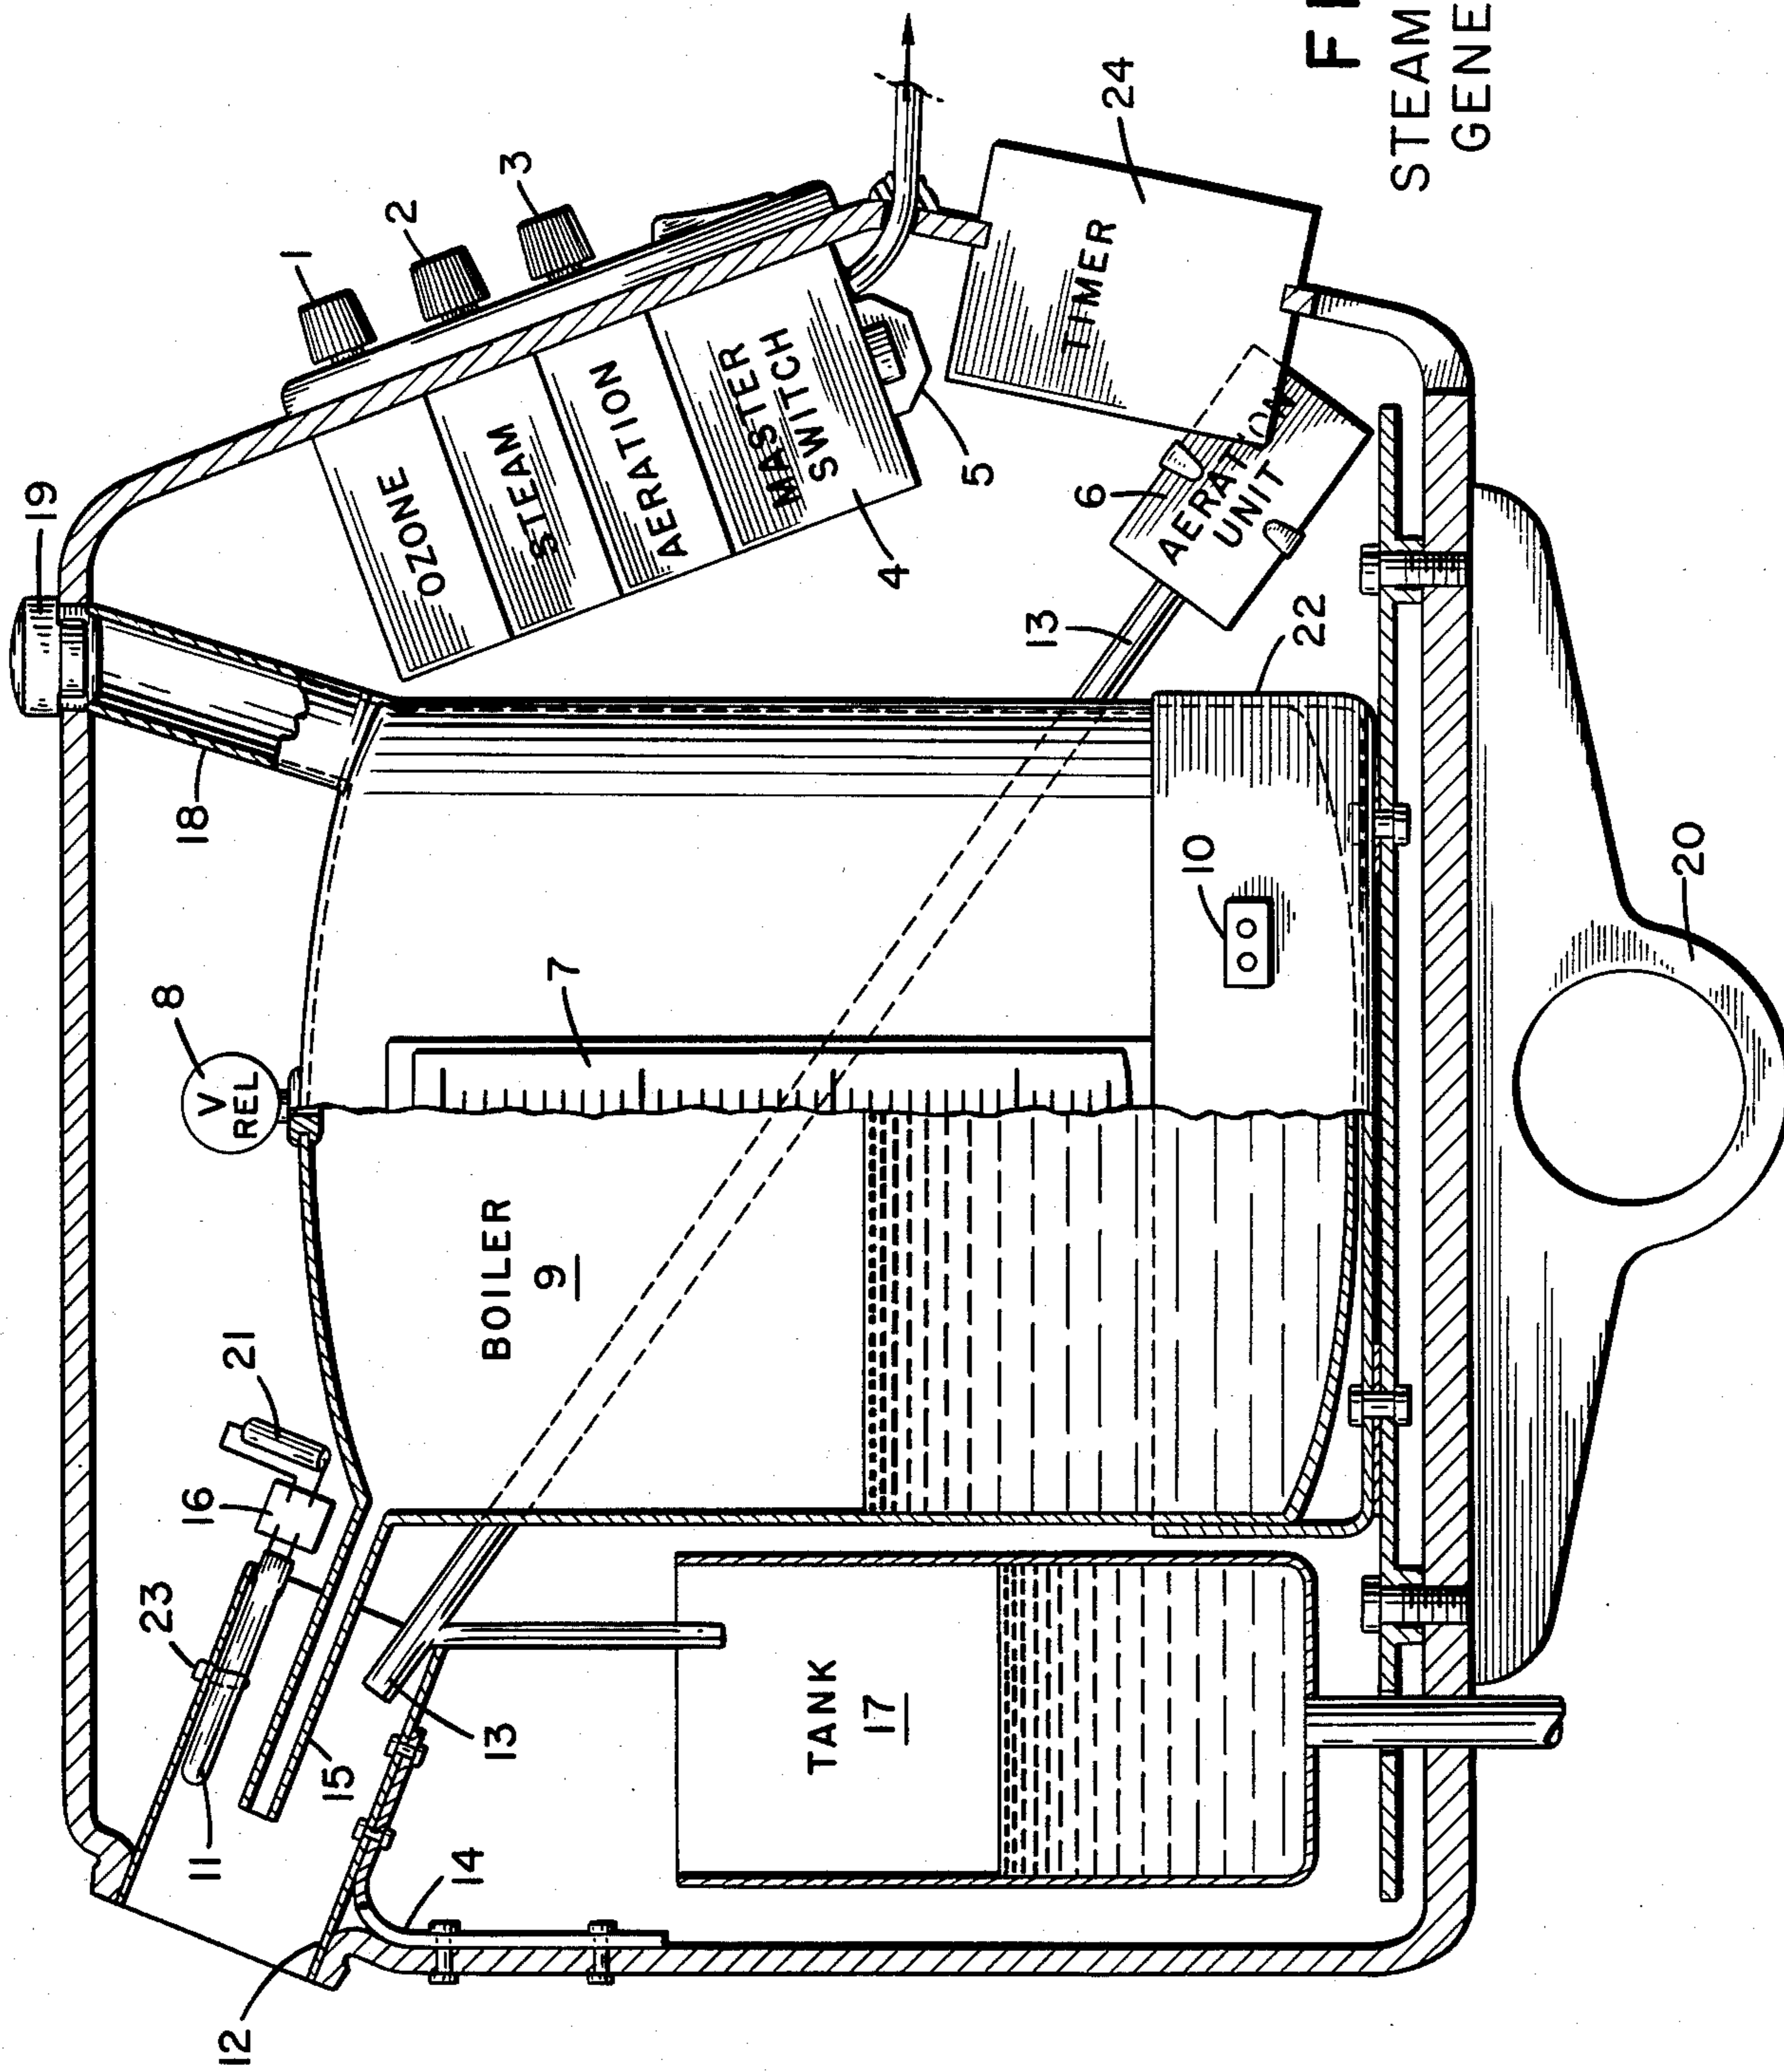 19
1
2
3
18
8
OZONE
STEAM
AERATION
MASTER
SWITCH
4
5
V
REL
7
TIMER
24
21
16
23
11
15
13
12
14
BOILER
9
6
AERATION
UNIT
13
22
10
TANK
17
20
STEAM
GENE